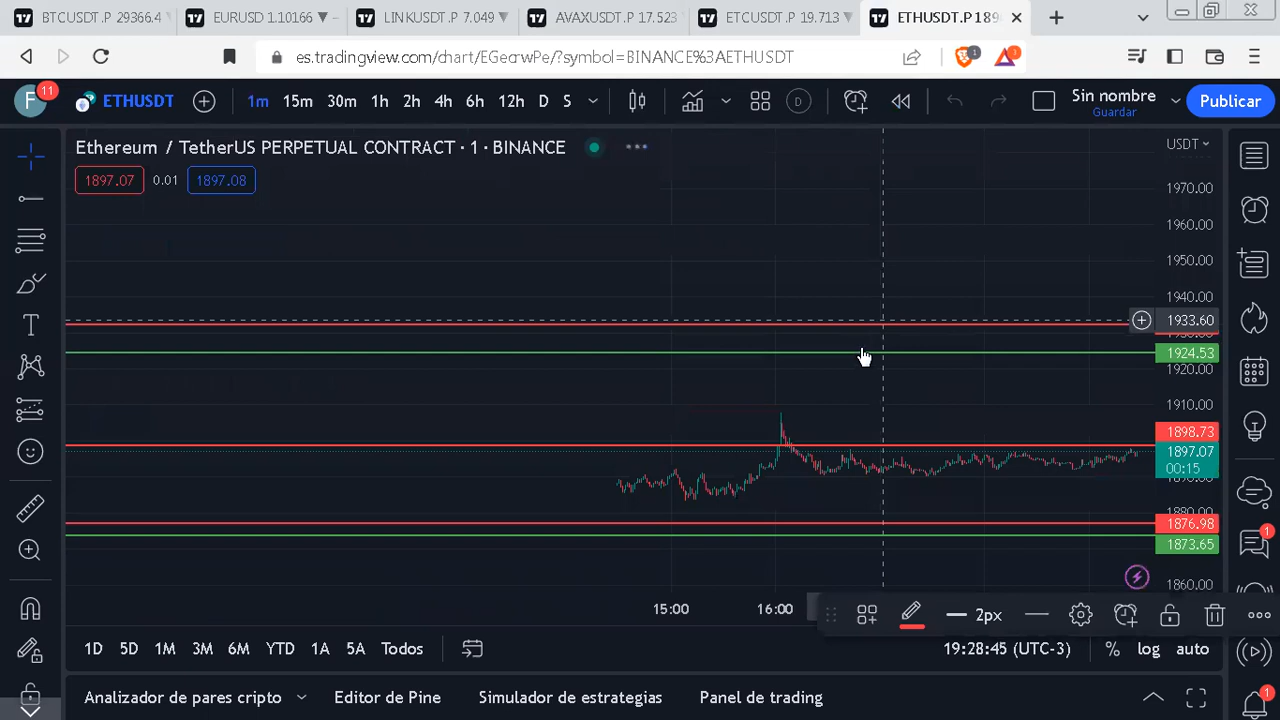 BTCUSDT.P 29366.4
EURUSD 1.10166
LINKUSDT.P 7.049
AVAXUSDT.P 17.523
ETCUSDT.P 19.713
ETHUSDT.P 189
es.tradingview.com/chart/EGecrwPe/?symbol=BINANCE%3AETHUSDT
1
F
11
ETHUSDT
1m 15m 30m 1h 2h 4h 6h 12h D S
D
Sin nombre
Guardar
Publicar
Ethereum / TetherUS PERPETUAL CONTRACT · 1 · BINANCE
USDT
1897.07 0.01 1897.08
1970.00
1960.00
1950.00
1940.00
1933.60
1924.53
1920.00
1910.00
1898.73
1897.07
00:15
1876.98
1873.65
1860.00
15:00 16:00
2px
1D 5D 1M 3M 6M YTD 1A 5A Todos
19:28:45 (UTC-3) % log auto
Analizador de pares cripto Editor de Pine Simulador de estrategias Panel de trading
1
1